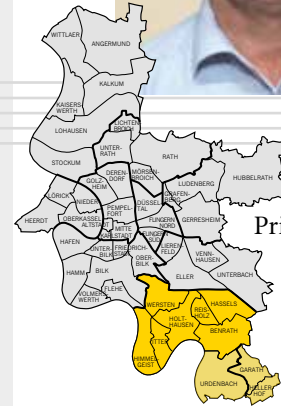 WITTLAER
ANGERMUND
KALKUM
KAISERS
WERTH
LOHAUSEN
LICHTEN
BROICH
STOCKUM
UNTER-
RATH
RATH
GOLZ
HEIM
DEREN-
DORF
MÖRSEN-
BROICH
LUDENBERG
HUBBELRATH
GRAFEN-
BERG
LÖRICK
NIEDER
PEMPEL-
FORT
DÜSSEL
TAL
GERRESHEIM
HEERDT
OBERKASSEL
ALTSTADT
MITTE
FLINGERN
NORD
Pri
HAFEN
KARLSTADT
FLINGERN
SÜD
LIEREN-
FELD
VENN-
HAUSEN
UNTER-
BILK
FRIEDRICH
STADT
OBER-
BILK
HAMM
BILK
ELLER
UNTERBACH
VOLMERS
WERTH
FLEHE
WERSTEN
REIS-
HOLZ
HASSELS
HOLT-
HAUSEN
BENRATH
ITTER
HIMMEL
GEIST
GARATH
URDENBACH
HELLER
HOF